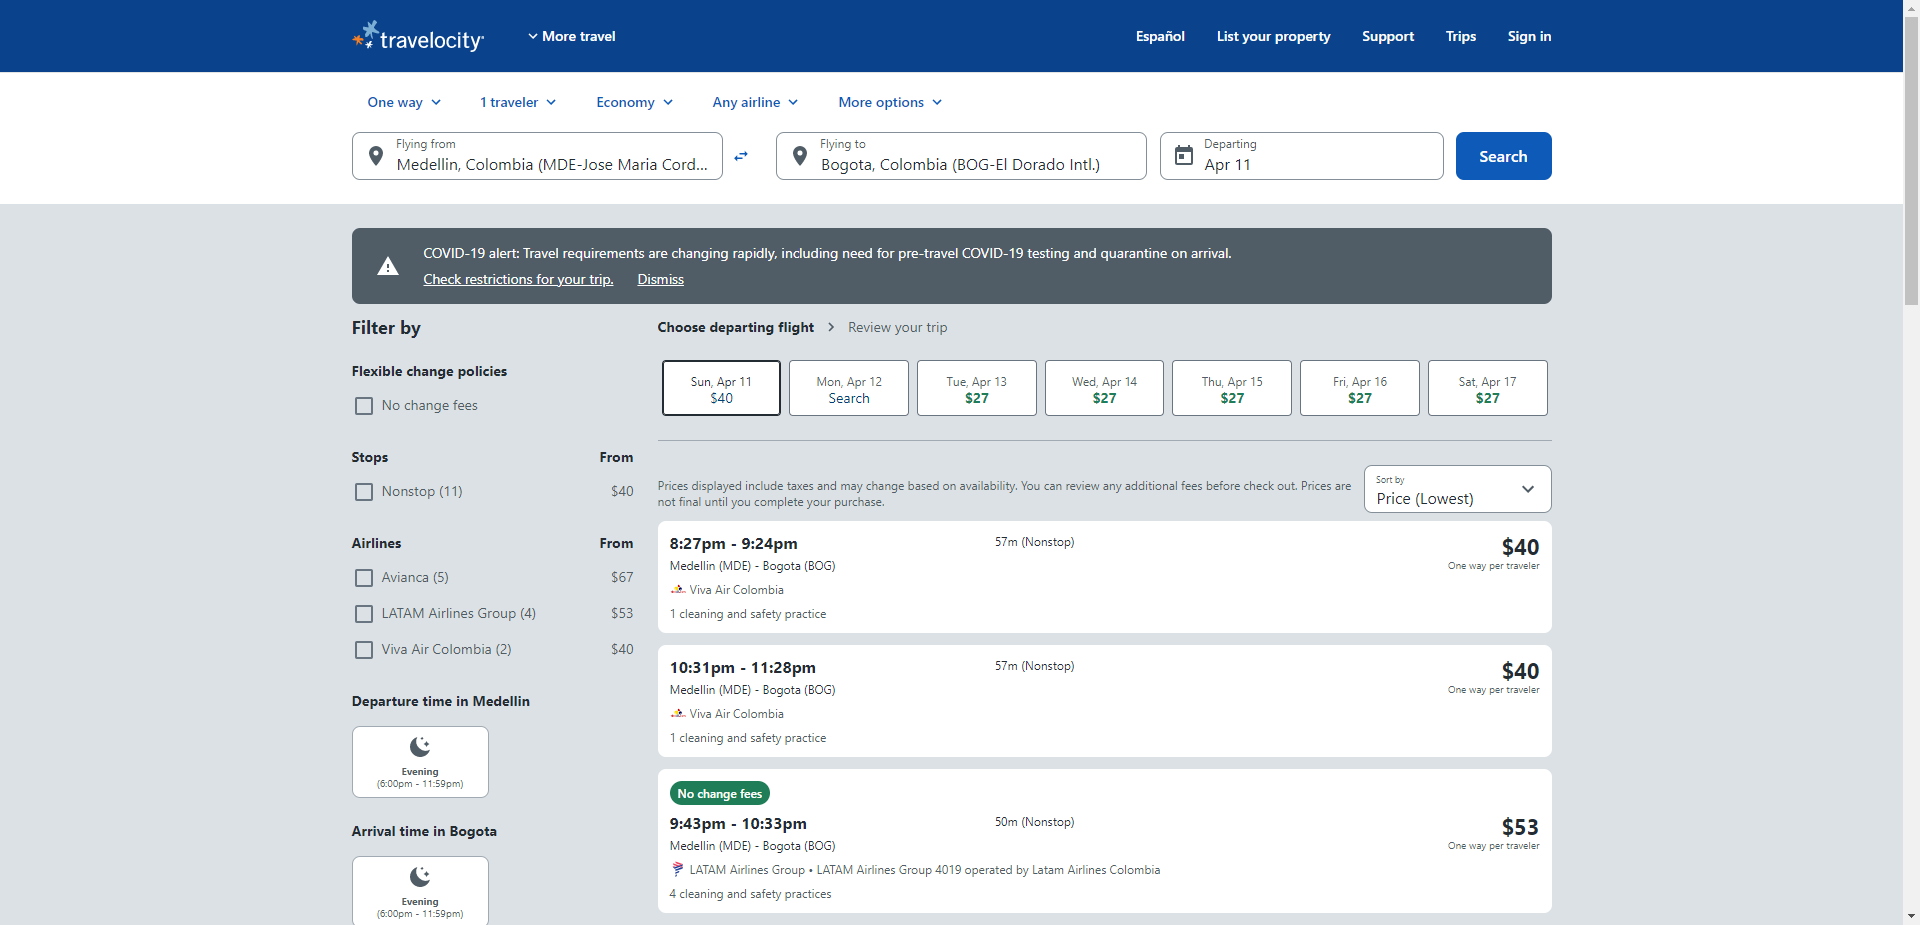 travelocity
More travel
Español
List your property
Support
Trips
Sign in
One way
1 traveler
Economy
Any airline
More options
Flying from
Medellin, Colombia (MDE-Jose Maria Cord...
Flying to
Bogota, Colombia (BOG-El Dorado Intl.)
Departing
Apr 11
Search
COVID-19 alert: Travel requirements are changing rapidly, including need for pre-travel COVID-19 testing and quarantine on arrival.
Check restrictions for your trip.
Dismiss
Filter by
Flexible change policies
No change fees
Stops From
Nonstop (11) $40
Airlines From
Avianca (5) $67
LATAM Airlines Group (4) $53
Viva Air Colombia (2) $40
Departure time in Medellin
Evening
(6:00pm - 11:59pm)
Arrival time in Bogota
Evening
(6:00pm - 11:59pm)
Choose departing flight
Review your trip
Sun, Apr 11
$40
Mon, Apr 12
Search
Tue, Apr 13
$27
Wed, Apr 14
$27
Thu, Apr 15
$27
Fri, Apr 16
$27
Sat, Apr 17
$27
Prices displayed include taxes and may change based on availability. You can review any additional fees before check out. Prices are
not final until you complete your purchase.
Sort by
Price (Lowest)
8:27pm - 9:24pm
57m (Nonstop)
$40
One way per traveler
Medellin (MDE) - Bogota (BOG)
Viva Air Colombia
1 cleaning and safety practice
10:31pm - 11:28pm
57m (Nonstop)
$40
One way per traveler
Medellin (MDE) - Bogota (BOG)
Viva Air Colombia
1 cleaning and safety practice
No change fees
9:43pm - 10:33pm
50m (Nonstop)
$53
One way per traveler
Medellin (MDE) - Bogota (BOG)
LATAM Airlines Group • LATAM Airlines Group 4019 operated by Latam Airlines Colombia
4 cleaning and safety practices